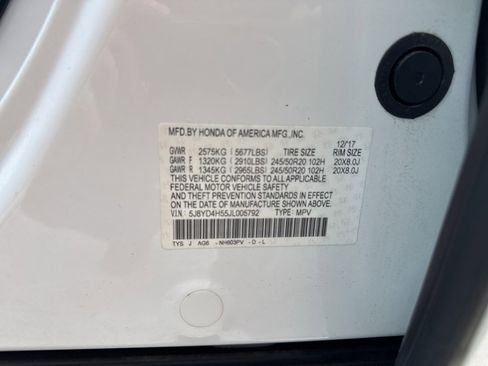 MFD.BY HONDA OF AMERICA MFG.,INC. 12/17
GVWR 2575KG ( 5677LBS) TIRE SIZE RIM SIZE
GAWR F 1320KG ( 2910LBS) 245/50R20 102H 20X8.0J
GAWR R 1345KG ( 2965LBS) 245/50R20 102H 20X8.0J
THIS VEHICLE CONFORMS TO ALL APPLICABLE
FEDERAL MOTOR VEHICLE SAFETY
AND THEFT PREVENTION STANDARDS IN EFFECT
ON THE DATE OF MANUFACTURE SHOWN ABOVE.
V.I.N: 5J8YD4H55JL005792 TYPE: MPV
TYS J AG6 -NH603PV -D -L